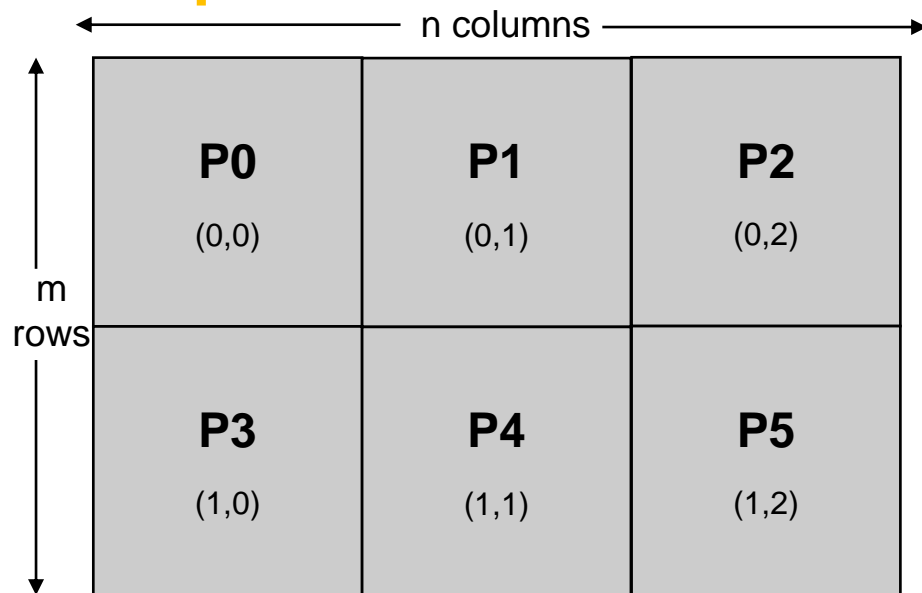 n columns
P0 P1 P2
(0,0) (0,1) (0,2)
m
rows
P3 P4 P5
(1,0) (1,1) (1,2)